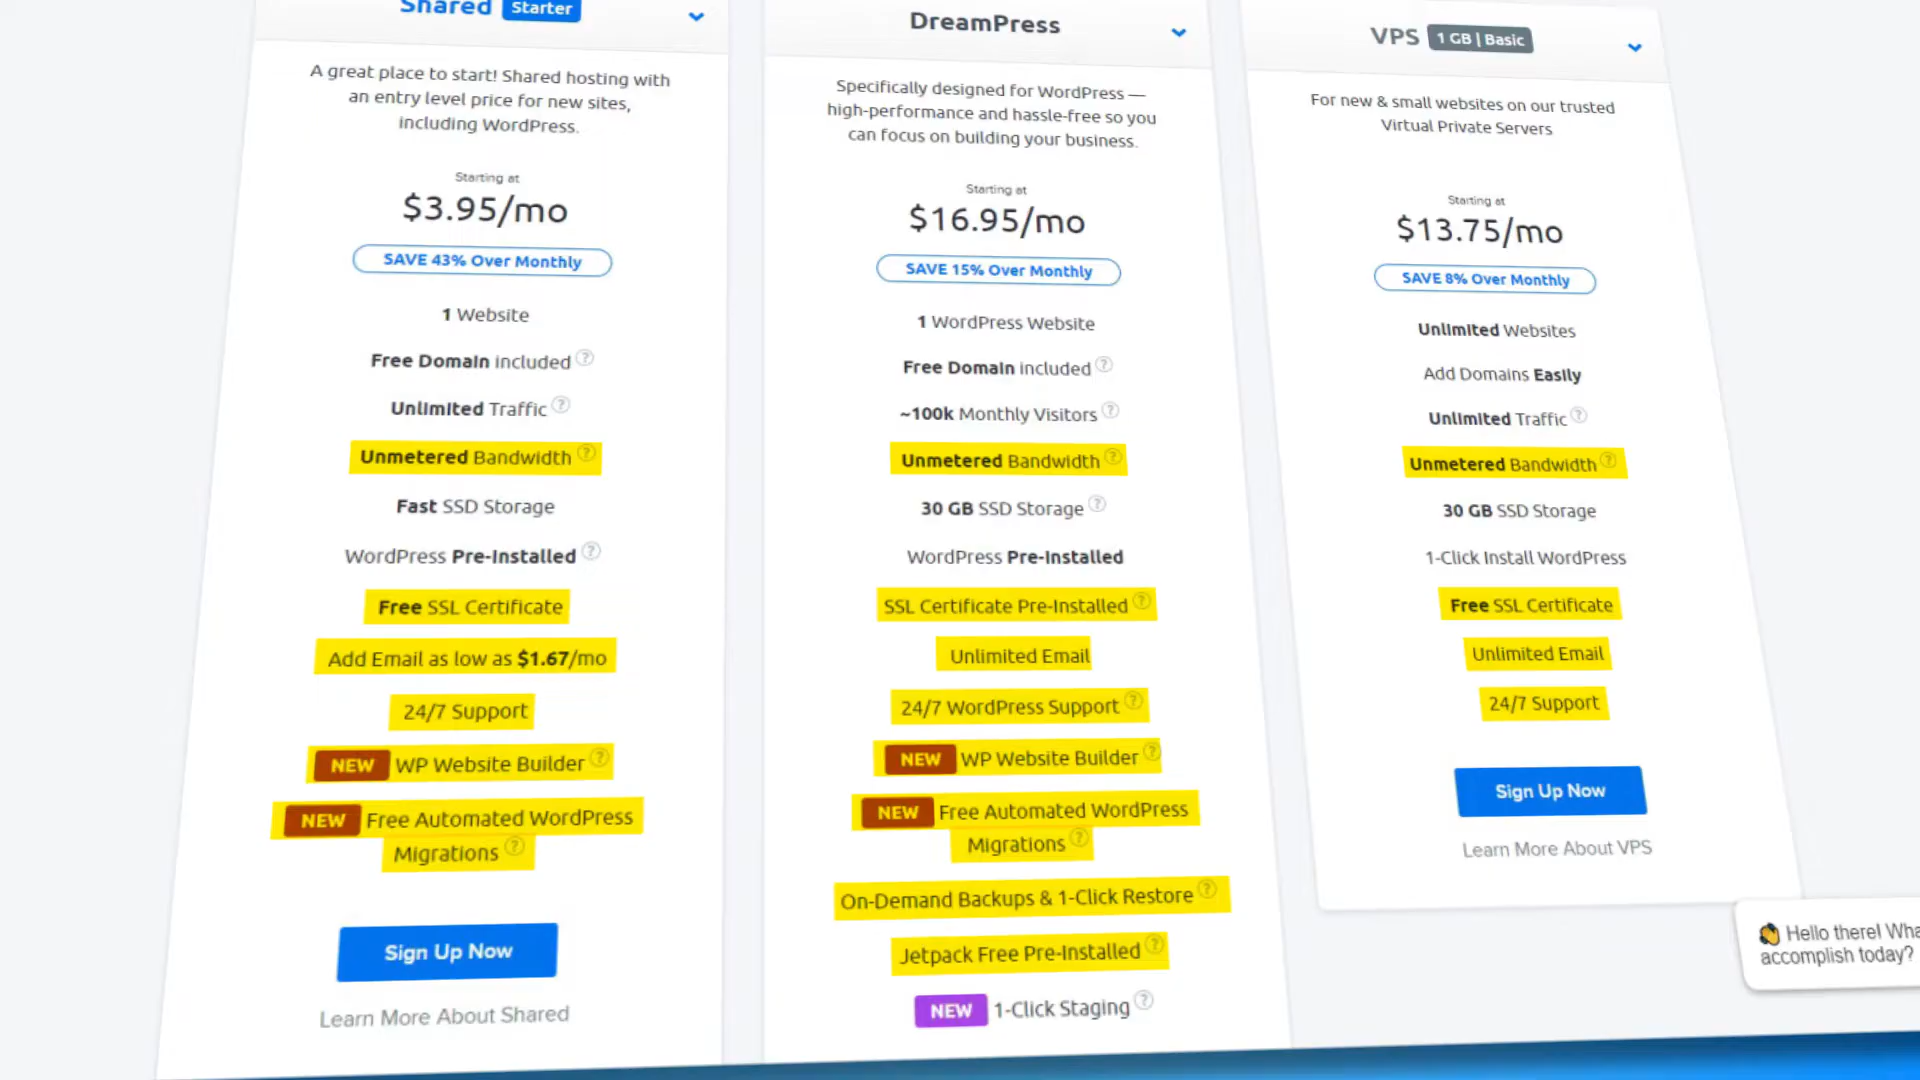 Shared Starter
A great place to start! Shared hosting with
an entry level price for new sites,
including WordPress.
Starting at
$3.95/mo
SAVE 43% Over Monthly
1 Website
Free Domain included
Unlimited Traffic
Unmetered Bandwidth
Fast SSD Storage
WordPress Pre-Installed
Free SSL Certificate
Add Email as low as $1.67/mo
24/7 Support
NEW WP Website Builder
NEW Free Automated WordPress
Migrations
Sign Up Now
Learn More About Shared
DreamPress
Specifically designed for WordPress —
high-performance and hassle-free so you
can focus on building your business.
Starting at
$16.95/mo
SAVE 15% Over Monthly
1 WordPress Website
Free Domain included
~100k Monthly Visitors
Unmetered Bandwidth
30 GB SSD Storage
WordPress Pre-Installed
SSL Certificate Pre-Installed
Unlimited Email
24/7 WordPress Support
NEW WP Website Builder
NEW Free Automated WordPress
Migrations
On-Demand Backups & 1-Click Restore
Jetpack Free Pre-Installed
NEW 1-Click Staging
VPS 1 GB | Basic
For new & small websites on our trusted
Virtual Private Servers
Starting at
$13.75/mo
SAVE 8% Over Monthly
Unlimited Websites
Add Domains Easily
Unlimited Traffic
Unmetered Bandwidth
30 GB SSD Storage
1-Click Install WordPress
Free SSL Certificate
Unlimited Email
24/7 Support
Sign Up Now
Learn More About VPS
Hello there! Wha
accomplish today?